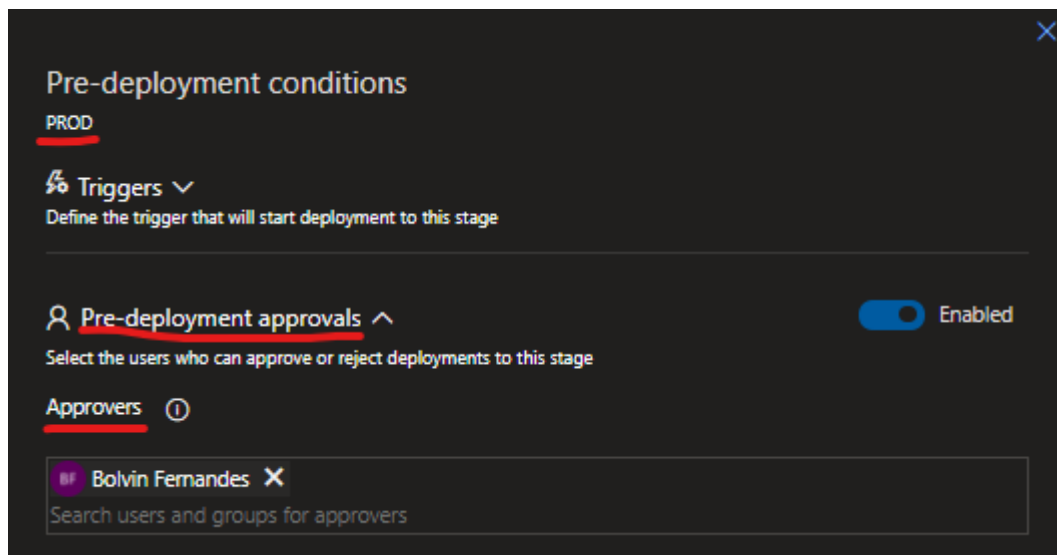 Pre-deployment conditions
PROD
Triggers
Define the trigger that will start deployment to this stage
Pre-deployment approvals
Enabled
Select the users who can approve or reject deployments to this stage
Approvers
BF Bolvin Fernandes
Search users and groups for approvers